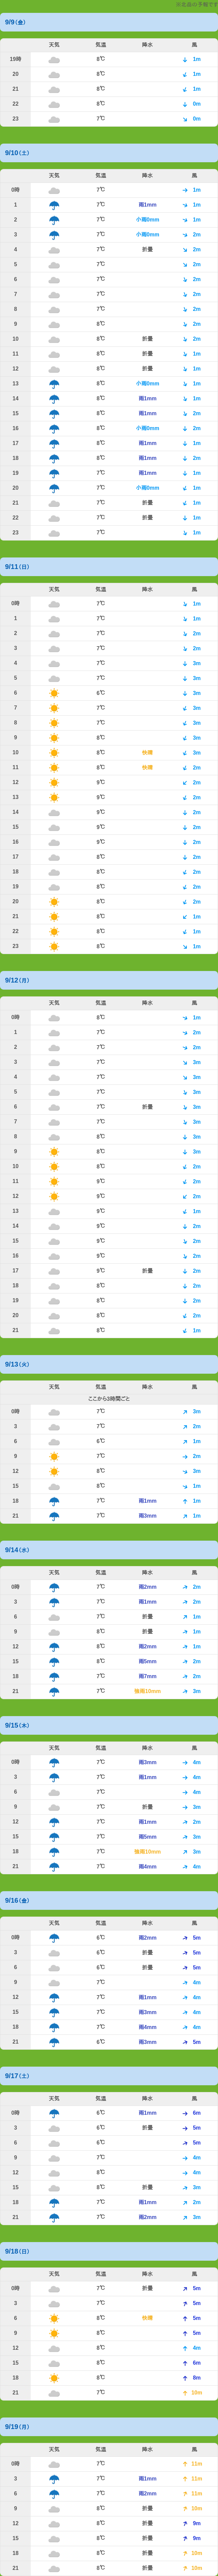 9/9(金)
天気 気温 降水 風
19時 8℃ 1m
20 8℃ 1m
21 8℃ 1m
22 8℃ 0m
23 7℃ 0m
9/10(土)
天気 気温 降水 風
0時 7℃ 1m
1 7℃ 雨1mm 1m
2 7℃ 小雨0mm 1m
3 7℃ 小雨0mm 2m
4 7℃ 折畳 2m
5 7℃ 2m
6 7℃ 2m
7 7℃ 2m
8 7℃ 2m
9 8℃ 2m
10 8℃ 折畳 2m
11 8℃ 折畳 1m
12 8℃ 折畳 1m
13 8℃ 小雨0mm 1m
14 8℃ 雨1mm 1m
15 8℃ 雨1mm 2m
16 8℃ 小雨0mm 2m
17 8℃ 雨1mm 1m
18 8℃ 雨1mm 2m
19 7℃ 雨1mm 1m
20 7℃ 小雨0mm 1m
21 7℃ 折畳 1m
22 7℃ 折畳 1m
23 7℃ 1m
9/11(日)
天気 気温 降水 風
0時 7℃ 1m
1 7℃ 1m
2 7℃ 2m
3 7℃ 2m
4 7℃ 3m
5 7℃ 3m
6 6℃ 3m
7 7℃ 3m
8 7℃ 3m
9 8℃ 3m
10 8℃ 快晴 3m
11 8℃ 快晴 2m
12 9℃ 2m
13 9℃ 2m
14 9℃ 2m
15 9℃ 2m
16 9℃ 2m
17 8℃ 2m
18 8℃ 2m
19 8℃ 2m
20 8℃ 2m
21 8℃ 1m
22 8℃ 1m
23 8℃ 1m
9/12(月)
天気 気温 降水 風
0時 8℃ 1m
1 7℃ 2m
2 7℃ 2m
3 7℃ 3m
4 7℃ 3m
5 7℃ 3m
6 7℃ 折畳 3m
7 7℃ 3m
8 8℃ 3m
9 8℃ 3m
10 8℃ 2m
11 9℃ 2m
12 9℃ 2m
13 9℃ 1m
14 9℃ 2m
15 9℃ 2m
16 9℃ 2m
17 9℃ 折畳 2m
18 8℃ 2m
19 8℃ 2m
20 8℃ 2m
21 8℃ 1m
9/13(火)
天気 気温 降水 風
ここから3時間ごと
0時 7℃ 3m
3 7℃ 2m
6 6℃ 1m
9 7℃ 2m
12 8℃ 3m
15 8℃ 1m
18 7℃ 雨1mm 1m
21 7℃ 雨3mm 1m
9/14(水)
天気 気温 降水 風
0時 7℃ 雨2mm 2m
3 7℃ 雨1mm 2m
6 7℃ 折畳 1m
9 8℃ 折畳 1m
12 8℃ 雨2mm 1m
15 8℃ 雨5mm 2m
18 7℃ 雨7mm 2m
21 7℃ 強雨10mm 3m
9/15(木)
天気 気温 降水 風
0時 7℃ 雨3mm 4m
3 7℃ 雨1mm 4m
6 7℃ 4m
9 7℃ 折畳 3m
12 7℃ 雨1mm 2m
15 7℃ 雨5mm 3m
18 7℃ 強雨10mm 3m
21 7℃ 雨4mm 4m
9/16(金)
天気 気温 降水 風
0時 6℃ 雨2mm 5m
3 6℃ 折畳 5m
6 6℃ 折畳 5m
9 7℃ 4m
12 7℃ 雨1mm 4m
15 7℃ 雨3mm 4m
18 7℃ 雨4mm 4m
21 6℃ 雨3mm 5m
9/17(土)
天気 気温 降水 風
0時 6℃ 雨1mm 6m
3 6℃ 折畳 5m
6 6℃ 5m
9 7℃ 4m
12 8℃ 4m
15 8℃ 折畳 3m
18 7℃ 雨1mm 2m
21 7℃ 雨2mm 3m
9/18(日)
天気 気温 降水 風
0時 7℃ 折畳 5m
3 7℃ 5m
6 8℃ 快晴 5m
9 8℃ 5m
12 8℃ 4m
15 8℃ 6m
18 8℃ 8m
21 7℃ 10m
9/19(月)
天気 気温 降水 風
0時 7℃ 11m
3 7℃ 雨1mm 11m
6 7℃ 雨2mm 11m
9 8℃ 折畳 10m
12 8℃ 折畳 9m
15 8℃ 折畳 9m
18 8℃ 折畳 10m
21 8℃ 折畳 10m